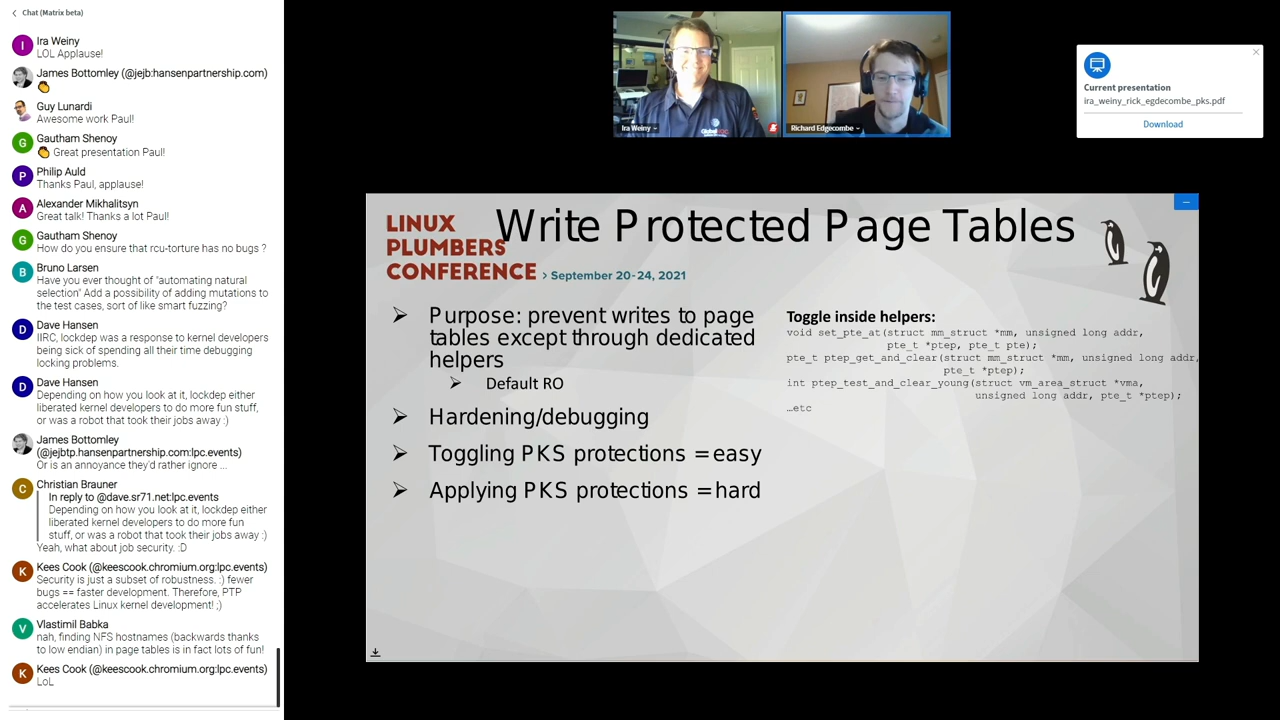 Chat (Matrix beta)
Ira Weiny
LOL Applause!
James Bottomley (@jejb:hansenpartnership.com)
👏
Guy Lunardi
Awesome work Paul!
G
Gautham Shenoy
👏 Great presentation Paul!
P
Philip Auld
Thanks Paul, applause!
A
Alexander Mikhalitsyn
Great talk! Thanks a lot Paul!
G
Gautham Shenoy
How do you ensure that rcu-torture has no bugs ?
B
Bruno Larsen
Have you ever thought of "automating natural
selection" Add a possibility of adding mutations to
the test cases, sort of like smart fuzzing?
D
Dave Hansen
IIRC, lockdep was a response to kernel developers
being sick of spending all their time debugging
locking problems.
D
Dave Hansen
Depending on how you look at it, lockdep either
liberated kernel developers to do more fun stuff,
or was a robot that took their jobs away :)
James Bottomley
(@jejbtp.hansenpartnership.com:lpc.events)
Or is an annoyance they'd rather ignore ...
C
Christian Brauner
In reply to @dave.sr71.net:lpc.events
Depending on how you look at it, lockdep either
liberated kernel developers to do more fun
stuff, or was a robot that took their jobs away :)
Yeah, what about job security. :D
K
Kees Cook (@keescook.chromium.org:lpc.events)
Security is just a subset of robustness. :) fewer
bugs == faster development. Therefore, PTP
accelerates Linux kernel development! ;)
V
Vlastimil Babka
nah, finding NFS hostnames (backwards thanks
to low endian) in page tables is in fact lots of fun!
K
Kees Cook (@keescook.chromium.org:lpc.events)
LoL
Ira Weiny
Richard Edgecombe
Current presentation
ira_weiny_rick_egdecombe_pks.pdf
Download
LINUX
PLUMBERS
CONFERENCE > September 20-24, 2021
Write Protected Page Tables
Purpose: prevent writes to page
tables except through dedicated
helpers
Default RO
Hardening/debugging
Toggling PKS protections = easy
Applying PKS protections = hard
Toggle inside helpers:
void set_pte_at(struct mm_struct *mm, unsigned long addr,
pte_t *ptep, pte_t pte);
pte_t ptep_get_and_clear(struct mm_struct *mm, unsigned long addr,
pte_t *ptep);
int ptep_test_and_clear_young(struct vm_area_struct *vma,
unsigned long addr, pte_t *ptep);
…etc